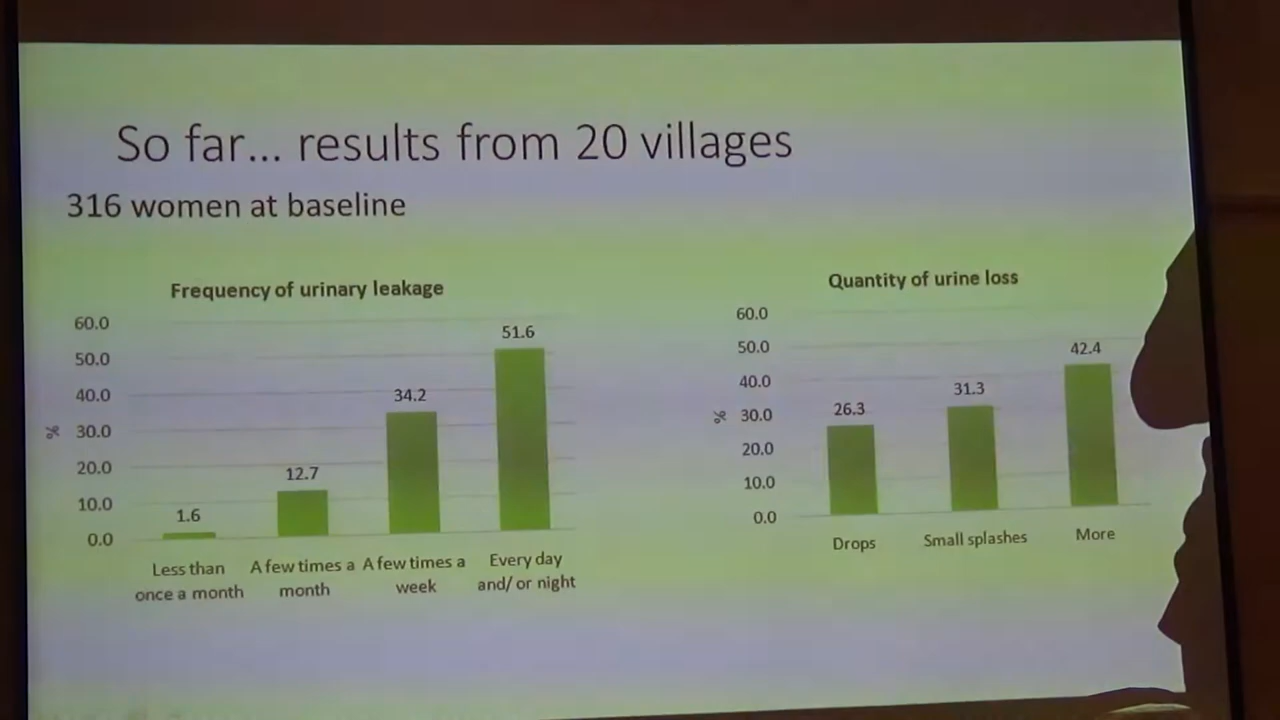 So far... results from 20 villages
316 women at baseline
Frequency of urinary leakage
60.0
50.0
40.0
30.0
20.0
10.0
0.0
%
1.6
12.7
34.2
51.6
Less than
once a month
A few times a
month
A few times a
week
Every day
and/ or night
Quantity of urine loss
60.0
50.0
40.0
30.0
20.0
10.0
0.0
%
26.3
31.3
42.4
Drops
Small splashes
More